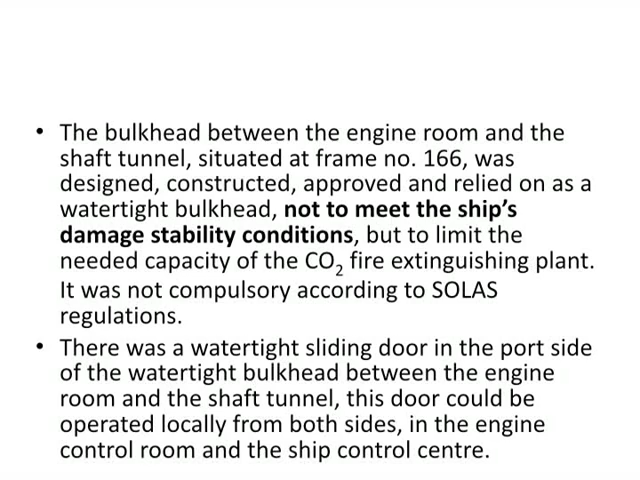 • The bulkhead between the engine room and the
shaft tunnel, situated at frame no. 166, was
designed, constructed, approved and relied on as a
watertight bulkhead, not to meet the ship’s
damage stability conditions, but to limit the
needed capacity of the CO₂ fire extinguishing plant.
It was not compulsory according to SOLAS
regulations.
• There was a watertight sliding door in the port side
of the watertight bulkhead between the engine
room and the shaft tunnel, this door could be
operated locally from both sides, in the engine
control room and the ship control centre.